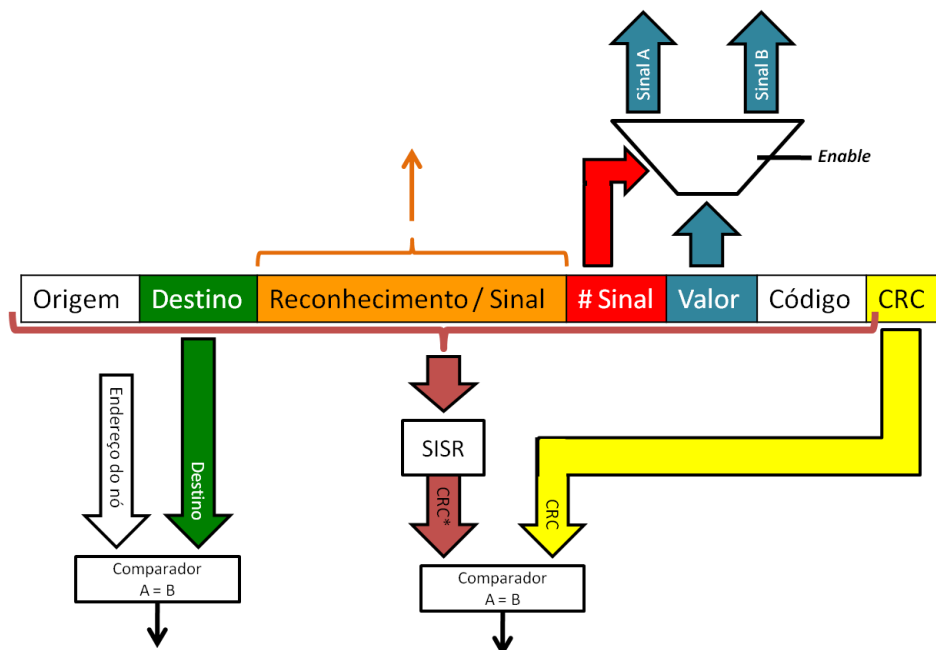 Sinal A
Sinal B
Enable
Origem
Destino
Reconhecimento / Sinal
# Sinal
Valor
Código
CRC
Endereço do nó
Destino
SISR
CRC*
CRC
Comparador
A = B
Comparador
A = B